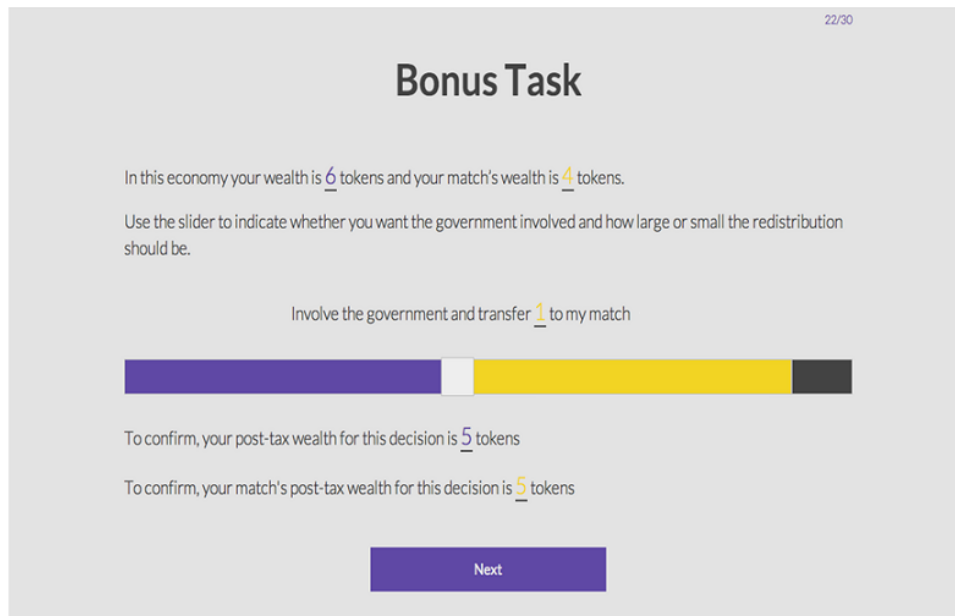 22/30
Bonus Task
In this economy your wealth is 6 tokens and your match's wealth is 4 tokens.
Use the slider to indicate whether you want the government involved and how large or small the redistribution
should be.
Involve the government and transfer 1 to my match
To confirm, your post-tax wealth for this decision is 5 tokens
To confirm, your match's post-tax wealth for this decision is 5 tokens
Next